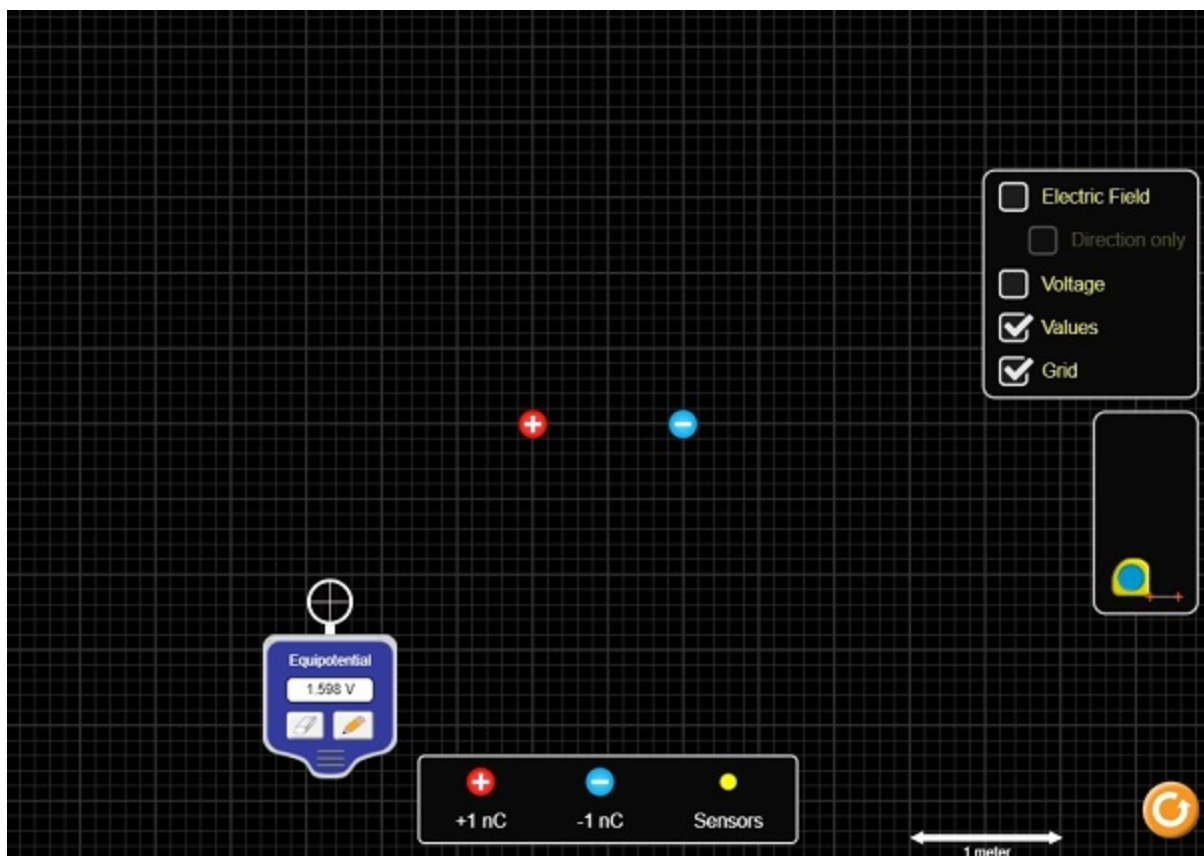 Electric Field
Direction only
Voltage
Values
Grid
Equipotential
1.598 V
+1 nC
-1 nC
Sensors
1 meter